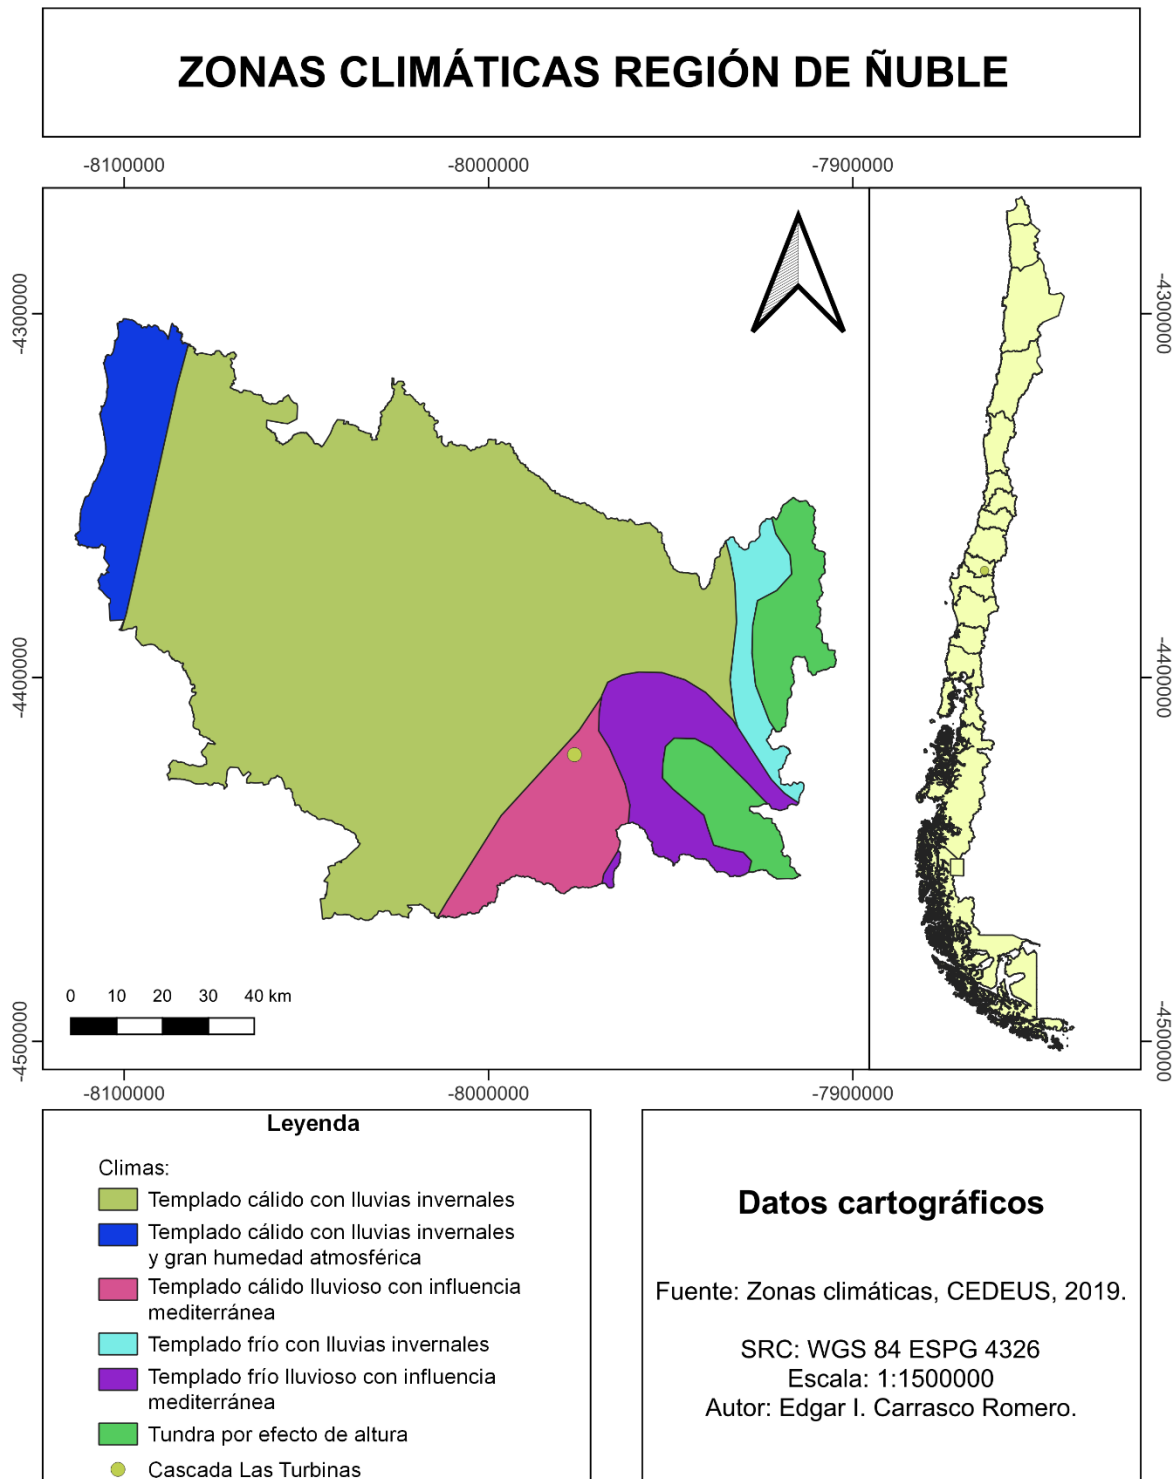 ZONAS CLIMÁTICAS REGIÓN DE ÑUBLE
-8100000
-8000000
-7900000
-4300000
-4300000
-4400000
-4400000
-4500000
-4500000
0 10 20 30 40 km
-8100000
-8000000
-7900000
Leyenda
Climas:
Templado cálido con lluvias invernales
Templado cálido con lluvias invernales
y gran humedad atmosférica
Templado cálido lluvioso con influencia
mediterránea
Templado frío con lluvias invernales
Templado frío lluvioso con influencia
mediterránea
Tundra por efecto de altura
Cascada Las Turbinas
Datos cartográficos
Fuente: Zonas climáticas, CEDEUS, 2019.
SRC: WGS 84 ESPG 4326
Escala: 1:1500000
Autor: Edgar I. Carrasco Romero.